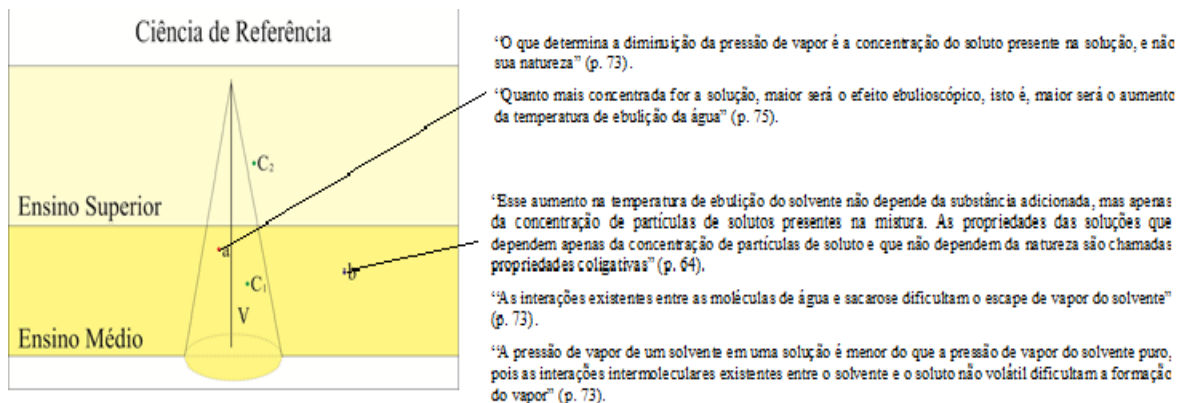 Ciência de Referência
Ensino Superior
Ensino Médio
C₂
a
C₁
b
V
“O que determina a diminuição da pressão de vapor é a concentração do soluto presente na solução, e não
sua natureza” (p. 73).
“Quanto mais concentrada for a solução, maior será o efeito ebulioscópico, isto é, maior será o aumento
da temperatura de ebulição da água” (p. 75).
“Esse aumento na temperatura de ebulição do solvente não depende da substância adicionada, mas apenas
da concentração de partículas de solutos presentes na mistura. As propriedades das soluções que
dependem apenas da concentração de partículas de soluto e que não dependem da natureza são chamadas
propriedades coligativas” (p. 64).
“As interações existentes entre as moléculas de água e sacarose dificultam o escape de vapor do solvente”
(p. 73).
“A pressão de vapor de um solvente em uma solução é menor do que a pressão de vapor do solvente puro,
pois as interações intermoleculares existentes entre o solvente e o soluto não volátil dificultam a formação
do vapor” (p. 73).